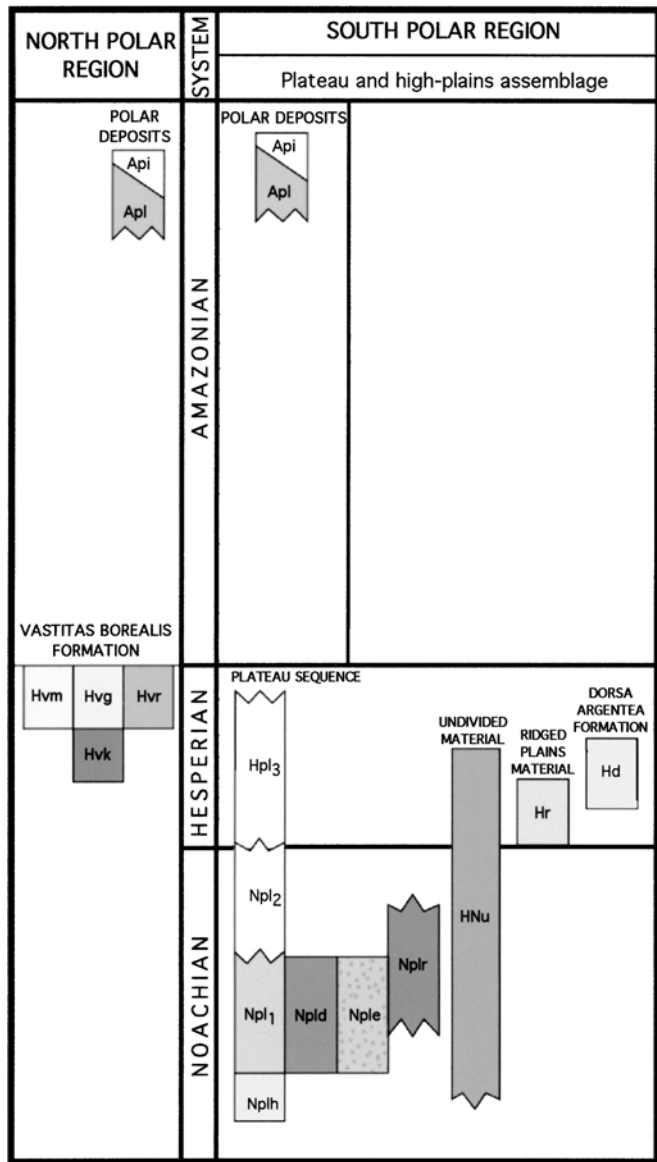 NORTH POLAR
REGION
SYSTEM
SOUTH POLAR REGION
Plateau and high-plains assemblage
POLAR
DEPOSITS
Api
Apl
POLAR DEPOSITS
Api
Apl
AMAZONIAN
VASTITAS BOREALIS
FORMATION
Hvm
Hvg
Hvr
Hvk
HESPERIAN
PLATEAU SEQUENCE
Hpl3
UNDIVIDED
MATERIAL
RIDGED
PLAINS
MATERIAL
Hr
DORSA
ARGENTEA
FORMATION
Hd
NOACHIAN
Npl2
Npl1
Npld
Nple
Nplr
HNu
Nplh